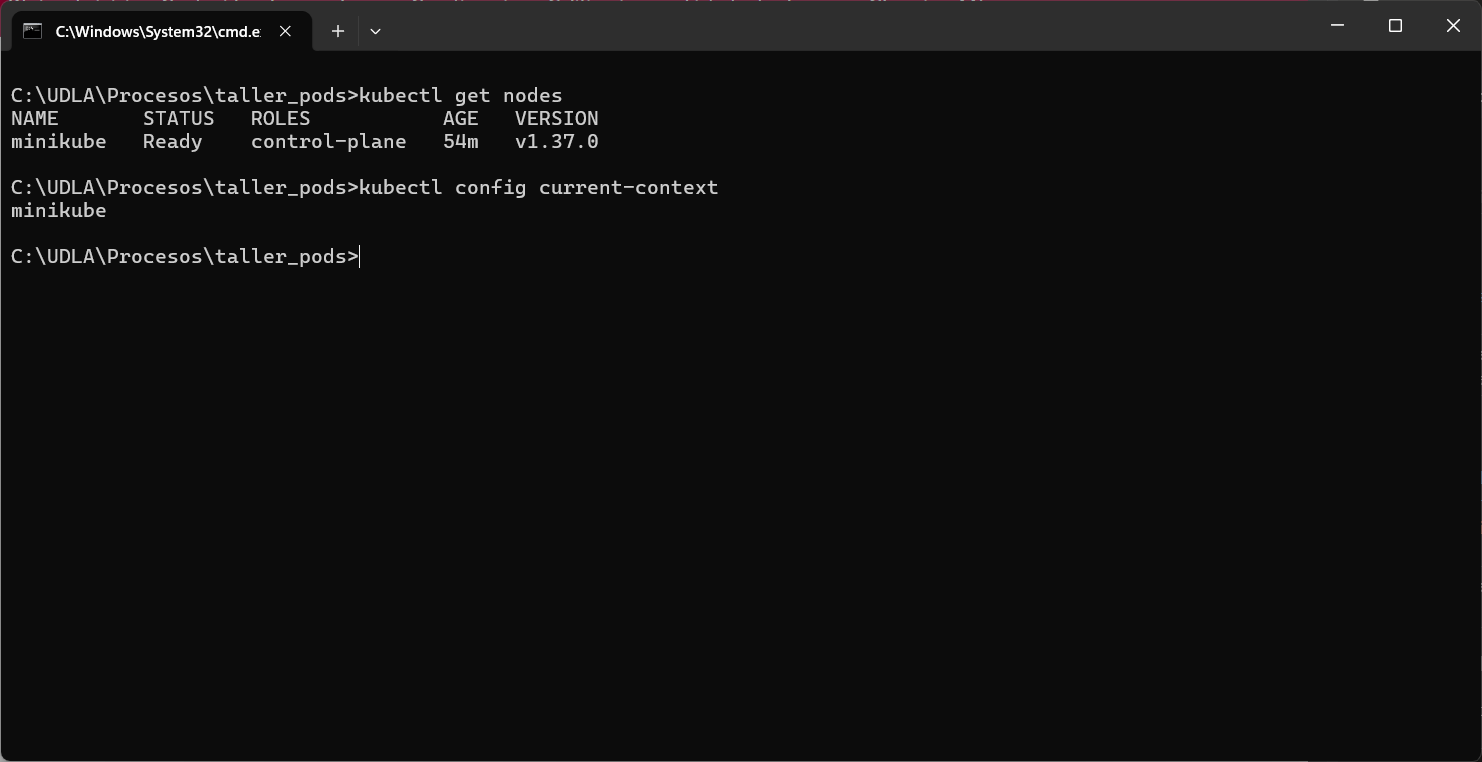 C:\Windows\System32\cmd.e
C:\UDLA\Procesos\taller_pods>kubectl get nodes
NAME STATUS ROLES AGE VERSION
minikube Ready control-plane 54m v1.37.0
C:\UDLA\Procesos\taller_pods>kubectl config current-context
minikube
C:\UDLA\Procesos\taller_pods>